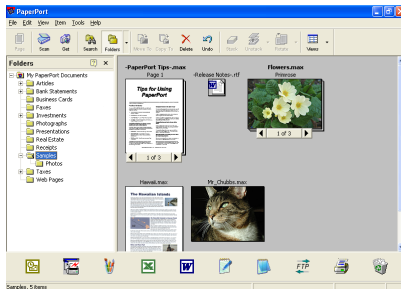 PaperPort
File Edit View Item Tools Help
Page Scan Get Search Folders Move To Copy To Delete Undo Stack Unstack Rotate Views
Folders
My PaperPort Documents
Articles
Bank Statements
Business Cards
Faxes
Investments
Photographs
Presentations
Real Estate
Receipts
Samples
Photos
Taxes
Web Pages
-PaperPort Tips-.max
Page 1
Tips for Using
PaperPort
1 of 3
-Release Notes-.rtf
Flowers.max
Primrose
1 of 3
Hawaii.max
The Hawaiian Islands
Mr_Chubbs.max
FTP
Samples, 5 items